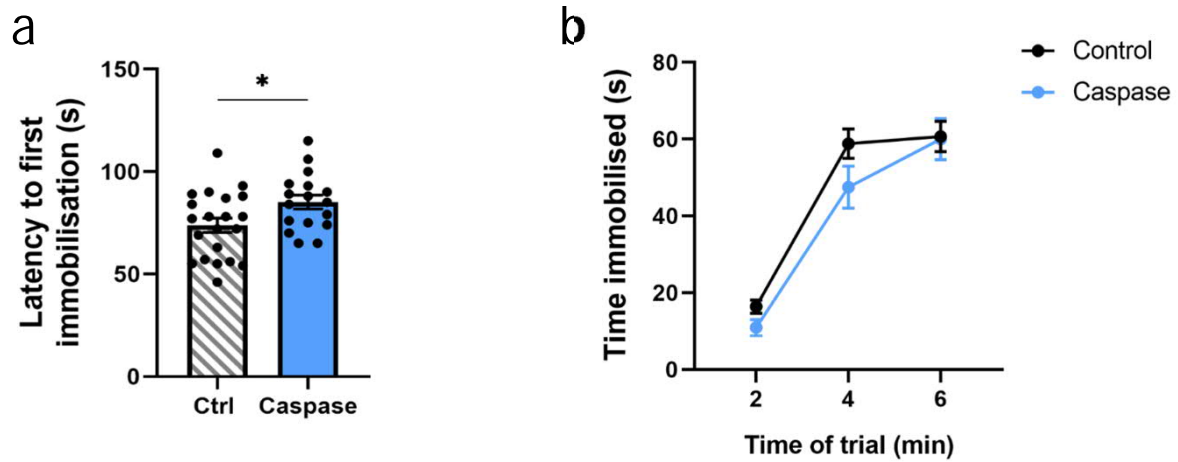 a
150
100
50
0
Latency to first
immobilisation (s)
*
Ctrl
Caspase
b
80
60
40
20
0
Time immobilised (s)
2
4
6
Time of trial (min)
Control
Caspase